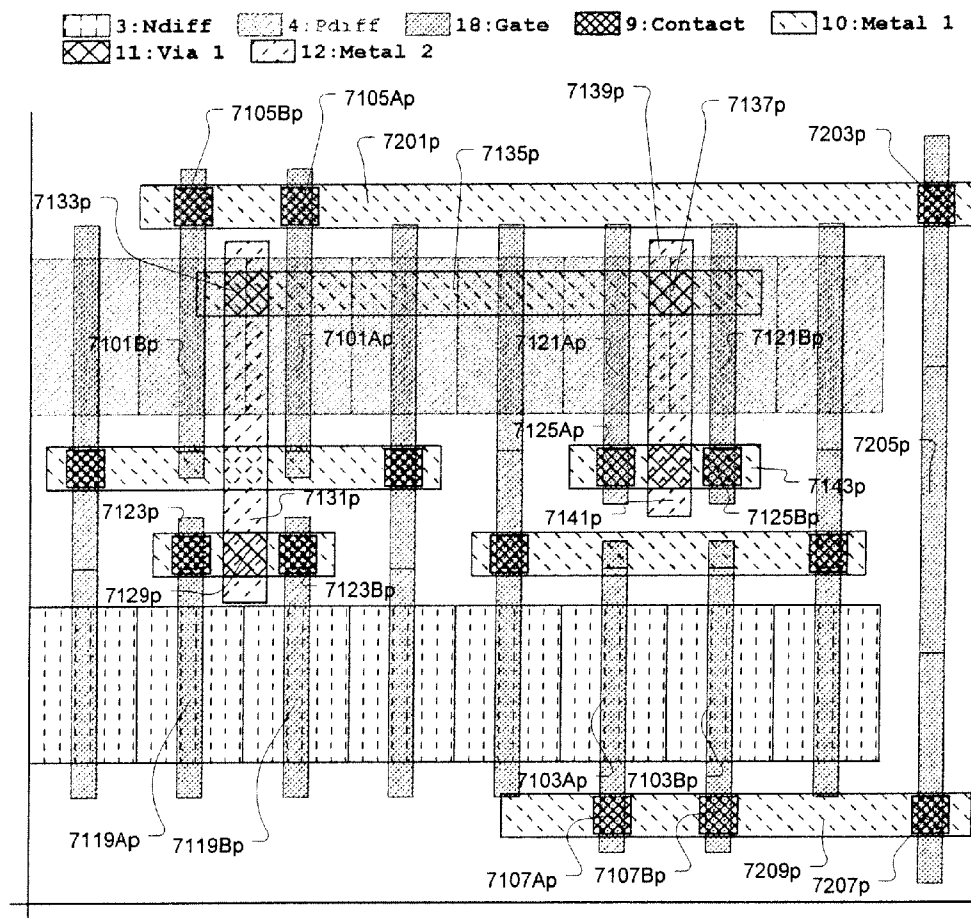 3:Ndiff 4:Pdiff 18:Gate 9:Contact 10:Metal 1
11:Via 1 12:Metal 2
7139p
7105Ap
7137p
7105Bp
7203p
7201p
7135p
7133p
7101Bp
7101Ap
7121Ap
7121Bp
7125Ap
7205p
7143p
7123p
7131p
7141p
7125Bp
7129p
7123Bp
7103Ap
7103Bp
7119Ap
7119Bp
7107Ap
7107Bp
7209p
7207p